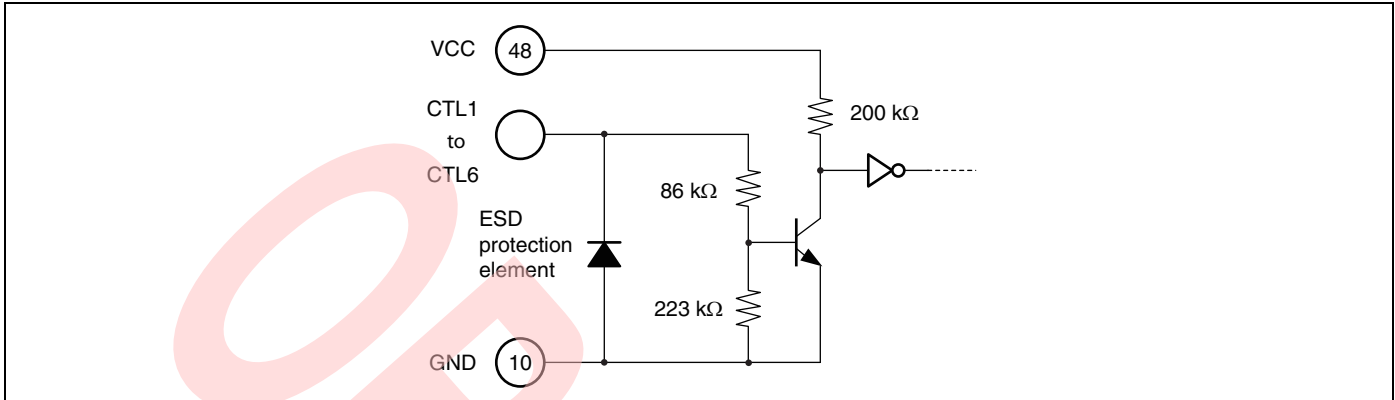 VCC 48
CTL1
to
CTL6
200 kΩ
86 kΩ
ESD
protection
element
223 kΩ
GND 10